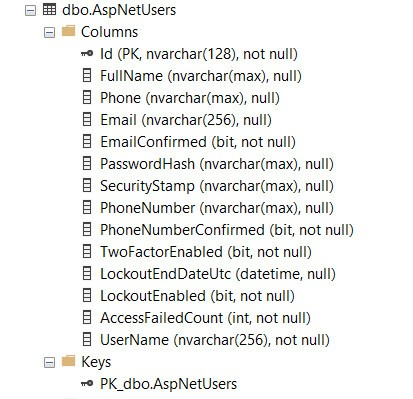 dbo.AspNetUsers
Columns
Id (PK, nvarchar(128), not null)
FullName (nvarchar(max), null)
Phone (nvarchar(max), null)
Email (nvarchar(256), null)
EmailConfirmed (bit, not null)
PasswordHash (nvarchar(max), null)
SecurityStamp (nvarchar(max), null)
PhoneNumber (nvarchar(max), null)
PhoneNumberConfirmed (bit, not null)
TwoFactorEnabled (bit, not null)
LockoutEndDateUtc (datetime, null)
LockoutEnabled (bit, not null)
AccessFailedCount (int, not null)
UserName (nvarchar(256), not null)
Keys
PK_dbo.AspNetUsers